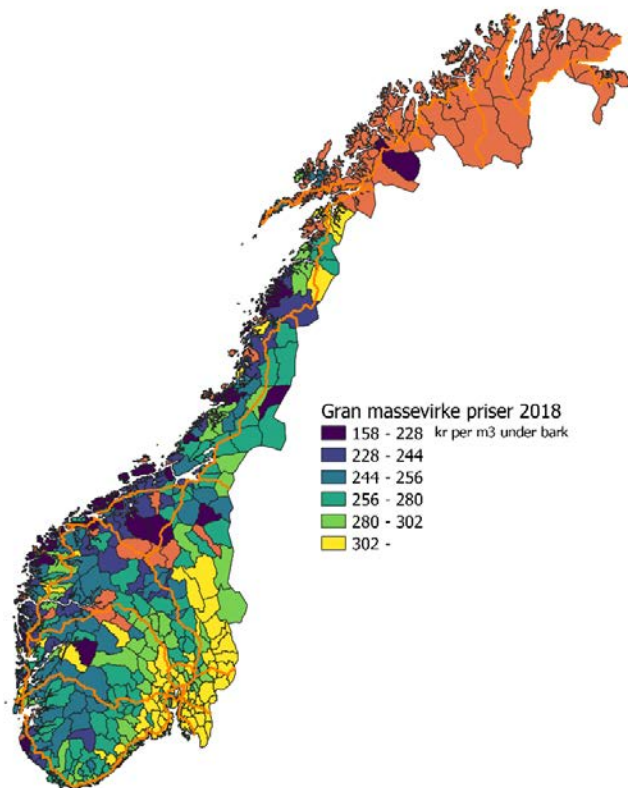 Gran massevirke priser 2018
158 - 228 kr per m3 under bark
228 - 244
244 - 256
256 - 280
280 - 302
302 -